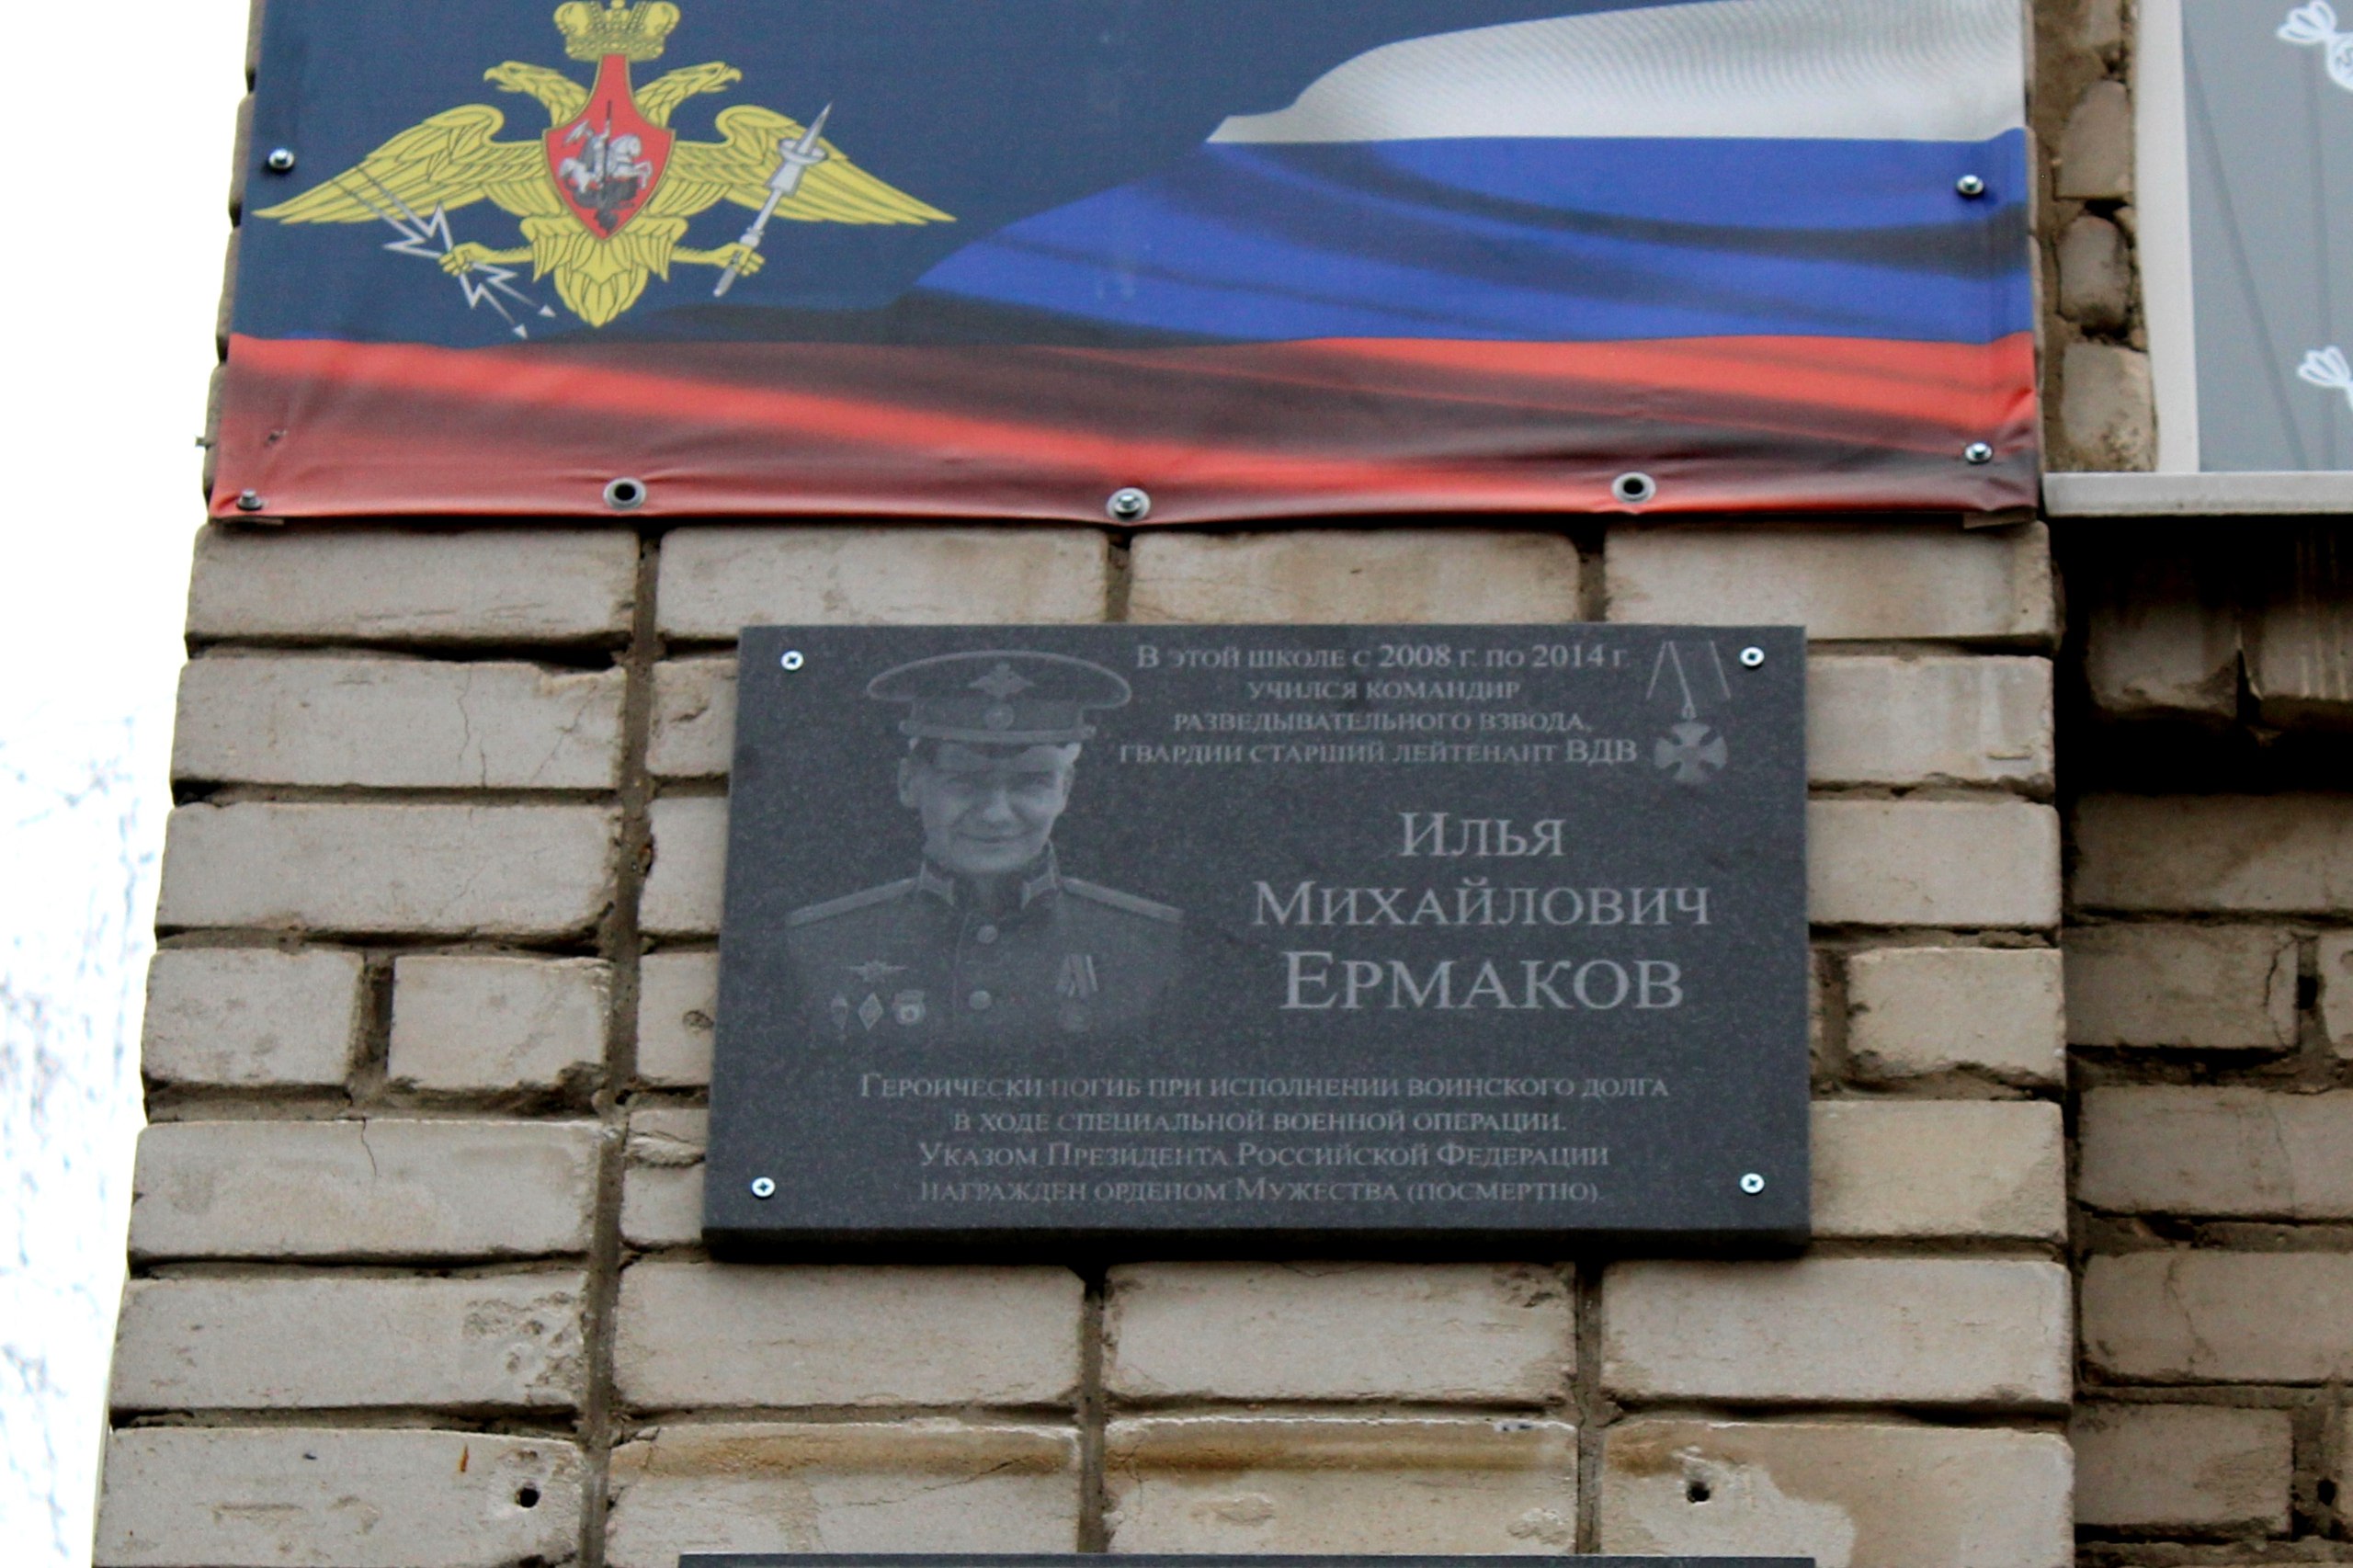 В этой школе с 2008 г. по 2014 г.
учился командир
разведывательного взвода,
гвардии старший лейтенант ВДВ
Илья
Михайлович
Ермаков
Героически погиб при исполнении воинского долга
в ходе специальной военной операции.
Указом Президента Российской Федерации
награжден орденом Мужества (посмертно).